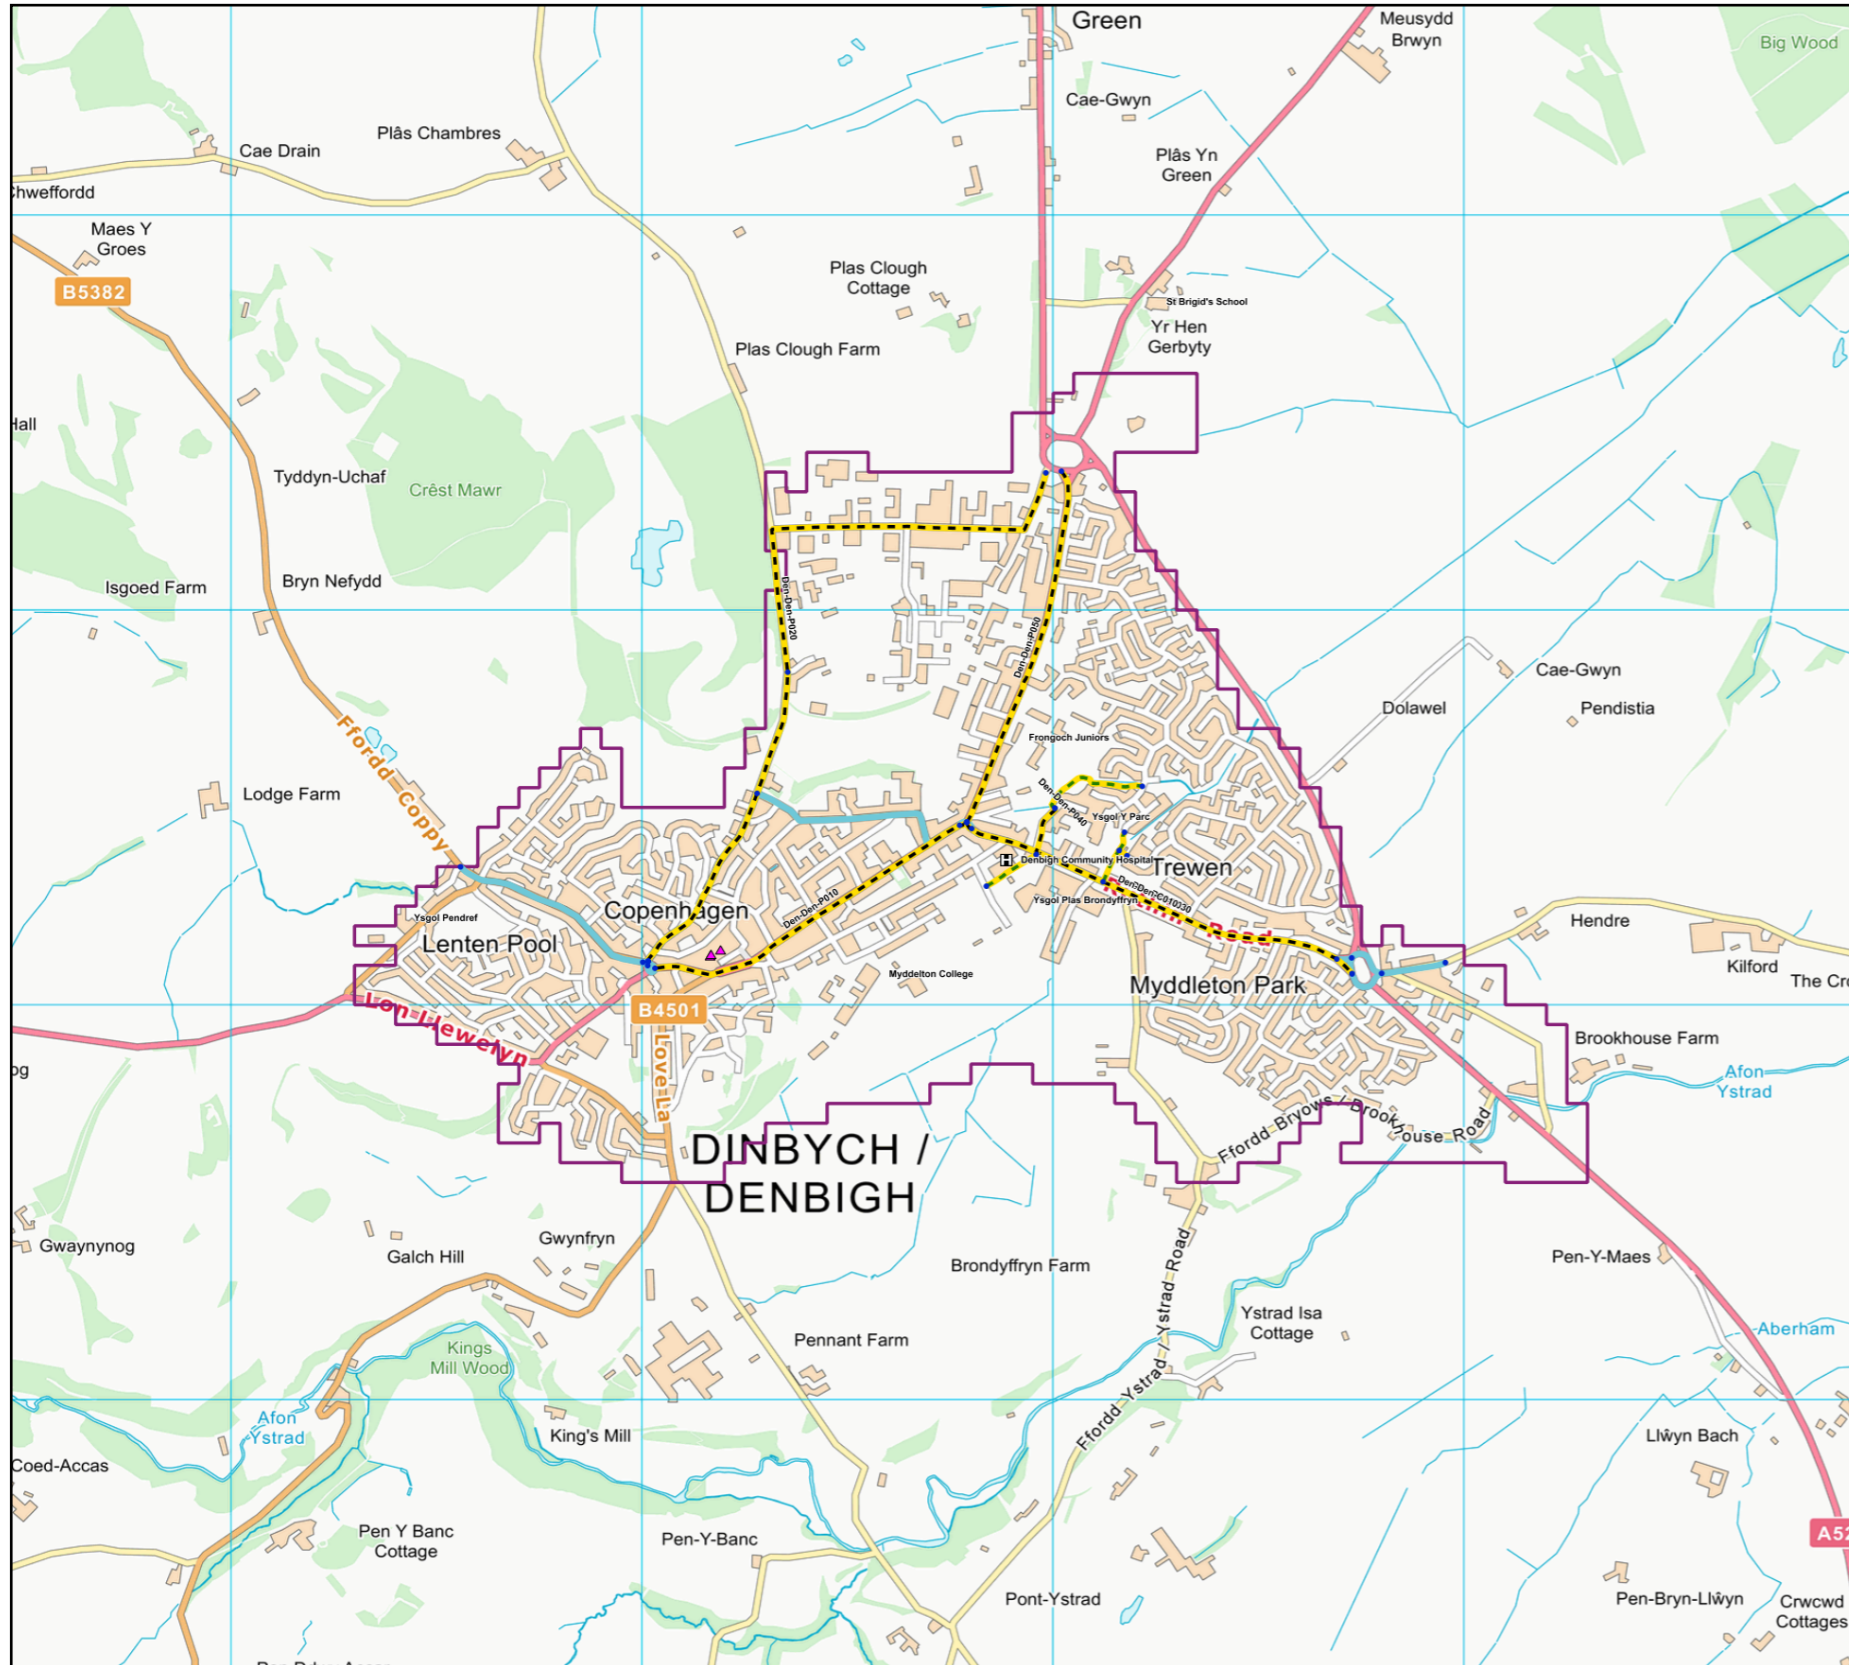 Green
Meusydd
Brwyn
Big Wood
Cae-Gwyn
Plâs Chambres
Cae Drain
Plâs Yn
Green
Chweffordd
Maes Y
Groes
B5382
Plas Clough
Cottage
St Brigid's School
Yr Hen
Gerbyty
Plas Clough Farm
Hall
Tyddyn-Uchaf
Crêst Mawr
Isgoed Farm
Bryn Nefydd
Den-Den-P020
Den-Den-P050
Cae-Gwyn
Dolawel
Pendistia
Ffordd Coppy
Frongoch Juniors
Lodge Farm
Den-Den-P040
Ysgol Y Parc
H
Denbigh Community Hospital
Trewen
Den-Den-P010
Ysgol Plas Brondyffryn
Road
Copenhagen
Ysgol Pendref
Lenten Pool
Hendre
Kilford
The Cro
Myddelton College
Myddleton Park
B4501
Lon Llewelyn
Love La
Brookhouse Farm
og
Afon
Ystrad
Ffordd Bryows / Brookhouse Road
DINBYCH /
DENBIGH
Gwaynynog
Galch Hill
Gwynfryn
Brondyffryn Farm
Pen-Y-Maes
Ffordd Ystrad / Ystrad Road
Ystrad Isa
Cottage
Aberham
Kings
Mill Wood
Pennant Farm
Afon
Ystrad
King's Mill
Llŵyn Bach
Coed-Accas
Pen Y Banc
Cottage
Pen-Y-Banc
A52
Pont-Ystrad
Pen-Bryn-Llŵyn
Crwcwd
Cottages